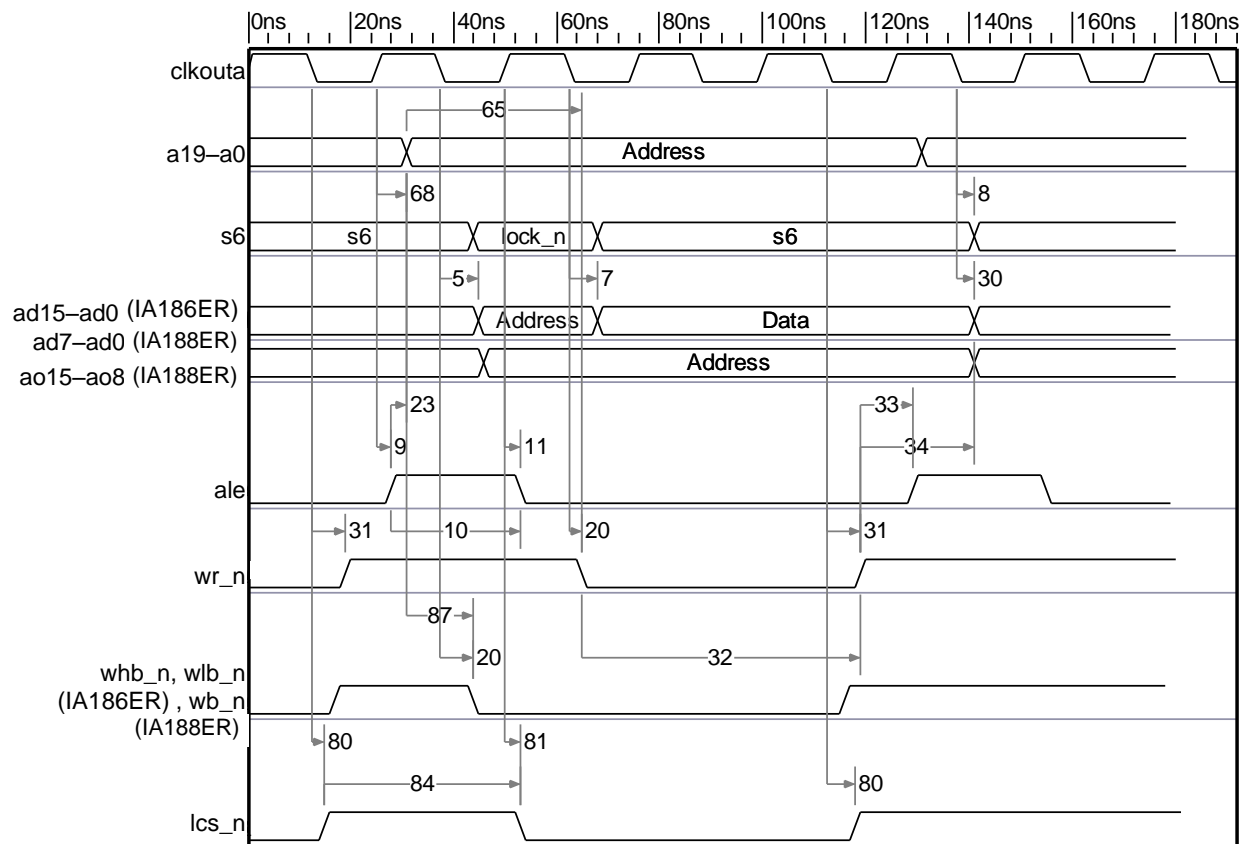 0ns 20ns 40ns 60ns 80ns 100ns 120ns 140ns 160ns 180ns
clkouta
65
a19–a0 Address
68 8
s6 s6 lock_n s6
5 7 30
ad15–ad0 (IA186ER) Address Data
ad7–ad0 (IA188ER)
Address
ao15–ao8 (IA188ER)
23 33
9 11 34
ale
31 10 20 31
wr_n
87
20 32
whb_n, wlb_n
(IA186ER) , wb_n
(IA188ER)
80 81
84 80
lcs_n